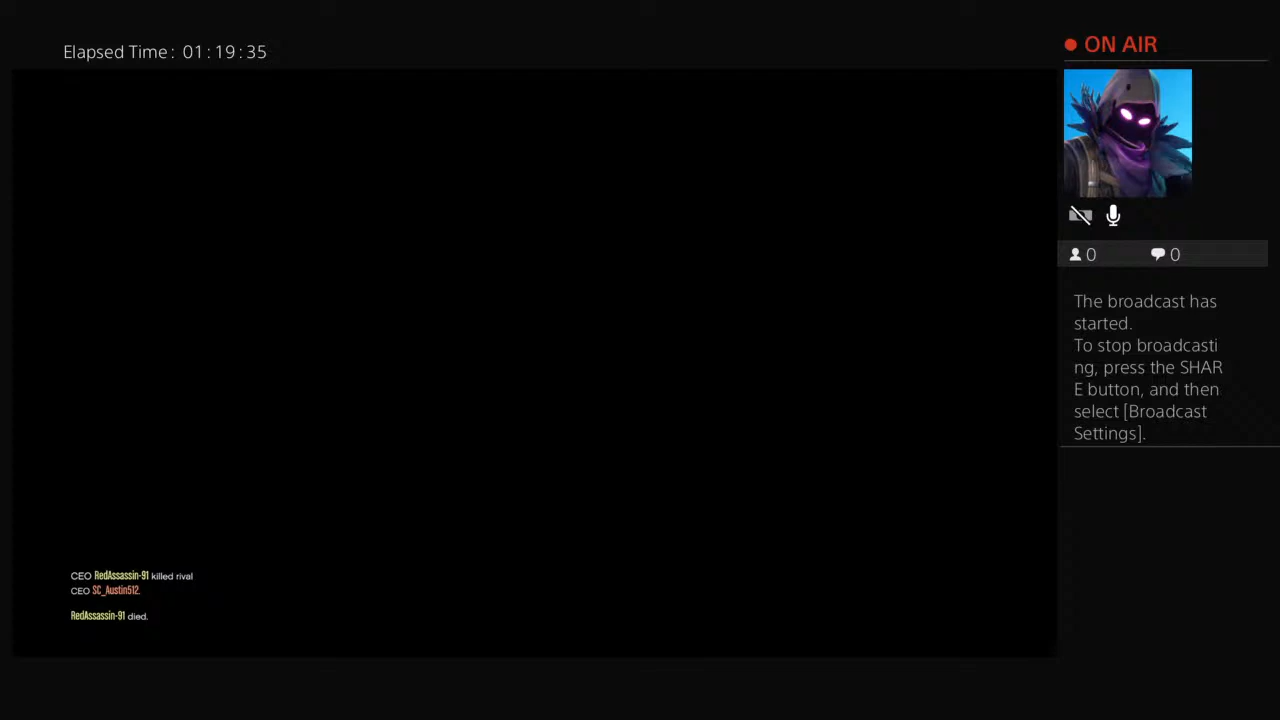 Elapsed Time: 01:19:35
ON AIR
0 0
The broadcast has
started.
To stop broadcasti
ng, press the SHAR
E button, and then
select [Broadcast
Settings].
CEO RedAssassin-91 killed rival
CEO SC_Austin512.
RedAssassin-91 died.